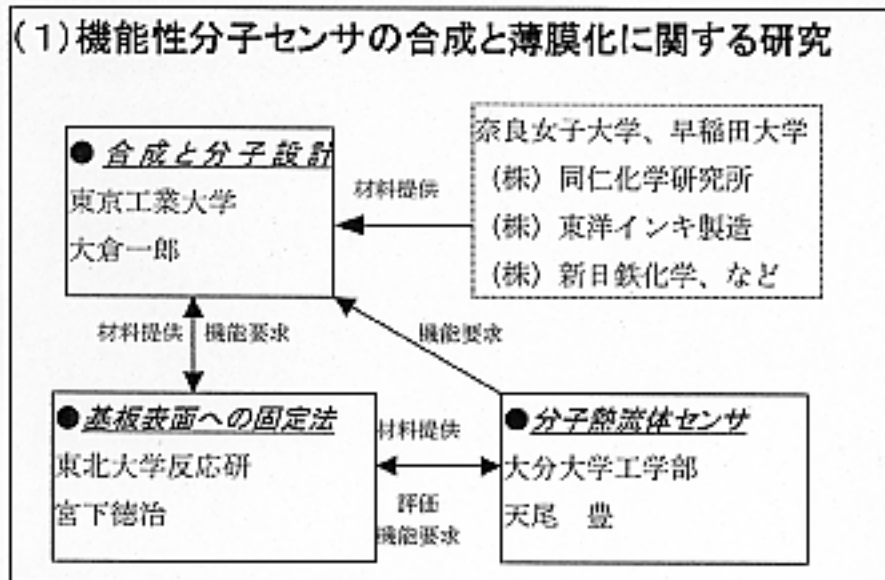 (1)機能性分子センサの合成と薄膜化に関する研究
● 合成と分子設計
東京工業大学
大倉一郎
材料提供
奈良女子大学、早稲田大学
(株)同仁化学研究所
(株)東洋インキ製造
(株)新日鉄化学、など
材料提供 機能要求
機能要求
●基板表面への固定法
東北大学反応研
宮下徳治
材料提供
評価
機能要求
●分子熱流体センサ
大分大学工学部
天尾 豊